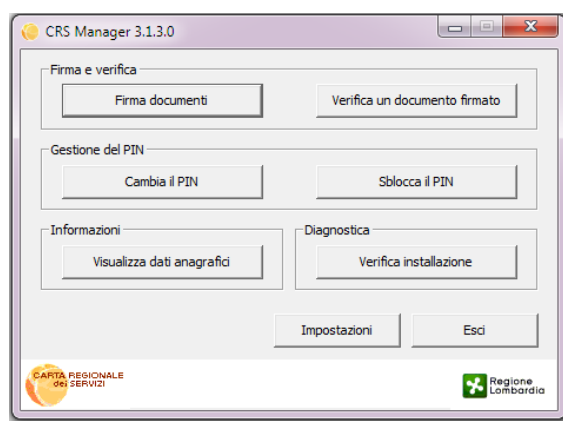 CRS Manager 3.1.3.0
Firma e verifica
Firma documenti
Verifica un documento firmato
Gestione del PIN
Cambia il PIN
Sblocca il PIN
Informazioni
Diagnostica
Visualizza dati anagrafici
Verifica installazione
Impostazioni
Esci
CARTA REGIONALE
dei SERVIZI
Regione
Lombardia